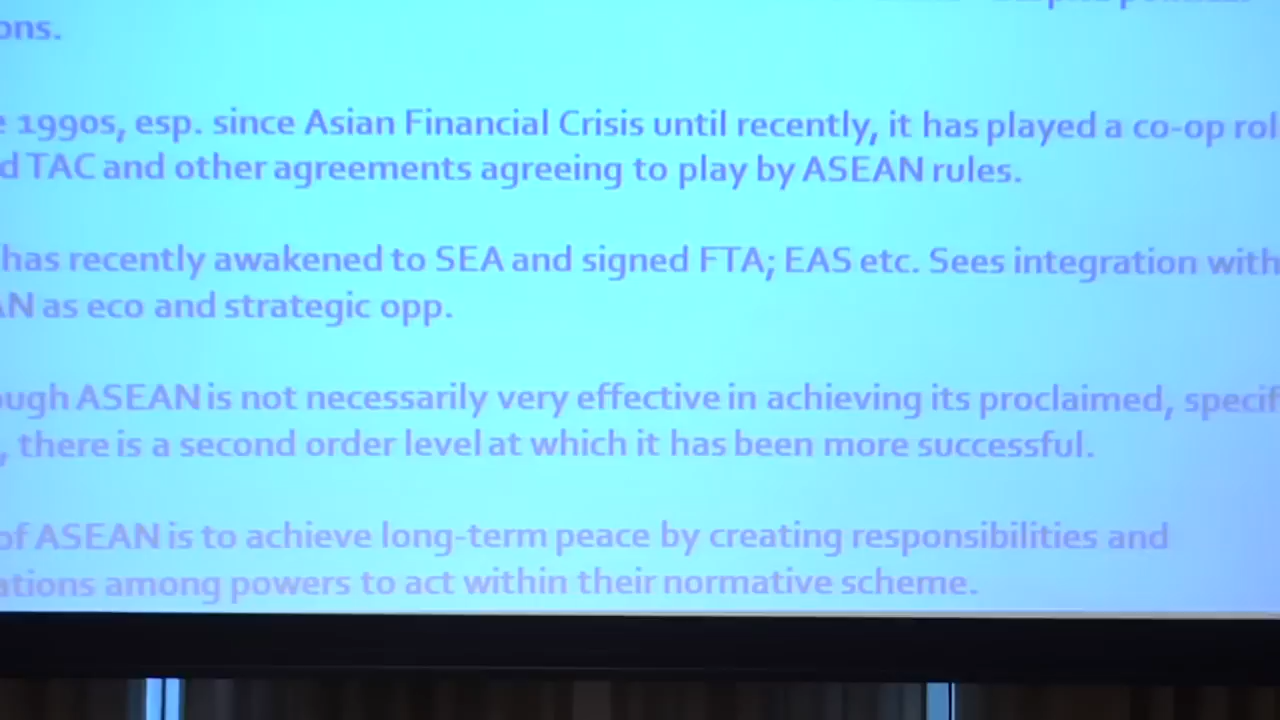 ons.
1990s, esp. since Asian Financial Crisis until recently, it has played a co-op rol
d TAC and other agreements agreeing to play by ASEAN rules.
has recently awakened to SEA and signed FTA; EAS etc. Sees integration with
AN as eco and strategic opp.
ough ASEAN is not necessarily very effective in achieving its proclaimed, specif
, there is a second order level at which it has been more successful.
of ASEAN is to achieve long-term peace by creating responsibilities and
ations among powers to act within their normative scheme.